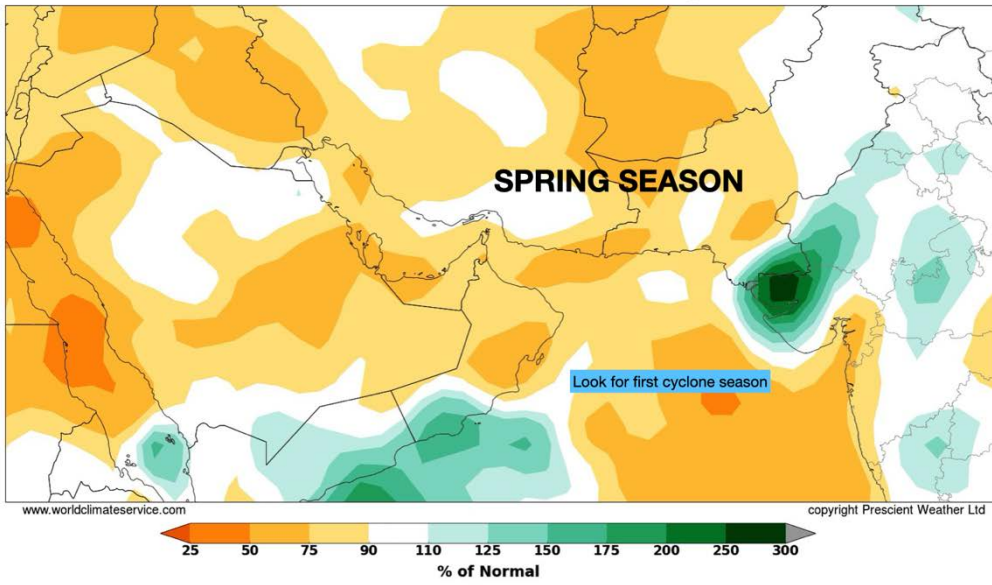 SPRING SEASON
Look for first cyclone season
www.worldclimateservice.com copyright Prescient Weather Ltd
25 50 75 90 110 125 150 175 200 250 300
% of Normal